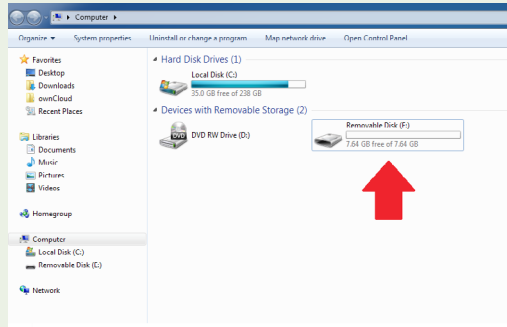 Computer
Organize
System properties
Uninstall or change a program
Map network drive
Open Control Panel
Favorites
Desktop
Downloads
ownCloud
Recent Places
Libraries
Documents
Music
Pictures
Videos
Homegroup
Computer
Local Disk (C:)
Removable Disk (E:)
Network
Hard Disk Drives (1)
Local Disk (C:)
35.0 GB free of 238 GB
Devices with Removable Storage (2)
DVD RW Drive (D:)
DVD
Removable Disk (E:)
7.64 GB free of 7.64 GB